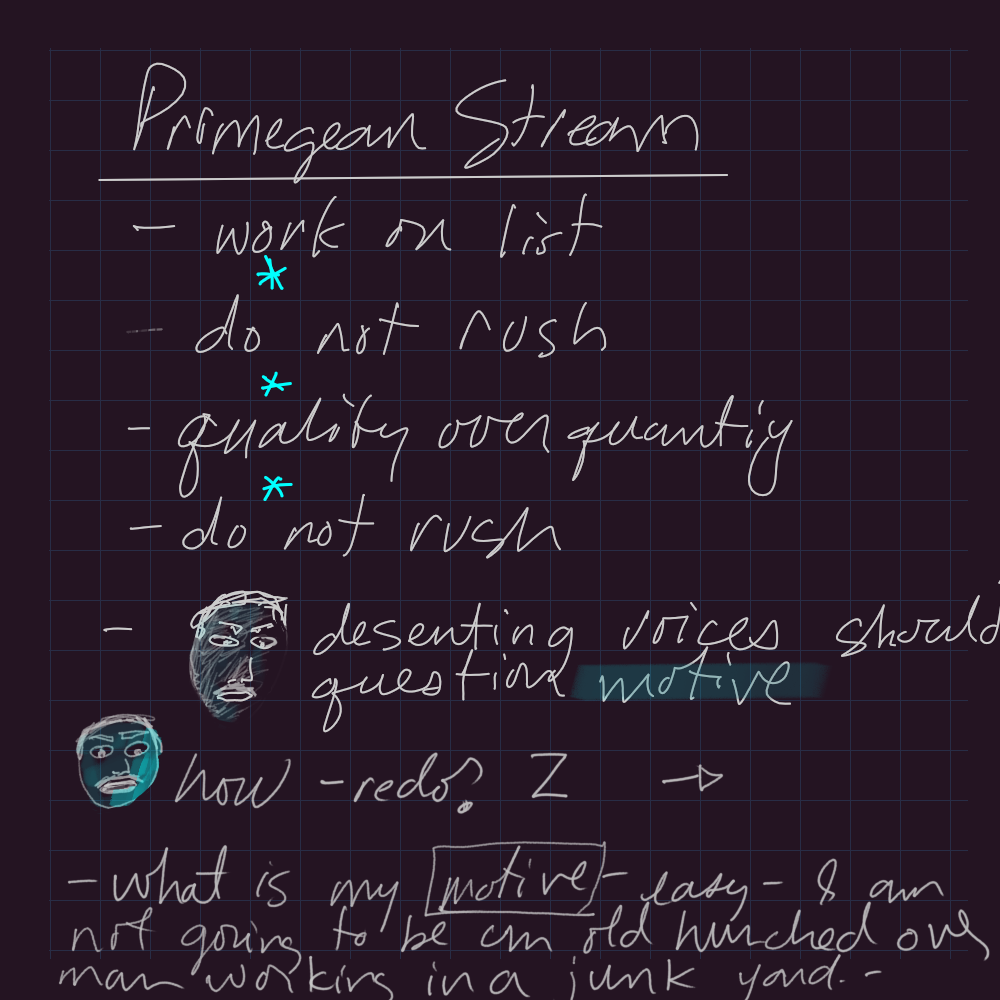 Primegean Stream
- work on list
*
- do not rush
*
- quality over quantiy
*
- do not rush
- desenting voices should
question motive
how - redo? Z →
- what is my motive - easy - I am
not going to be an old hunched over
man working in a junk yard. -